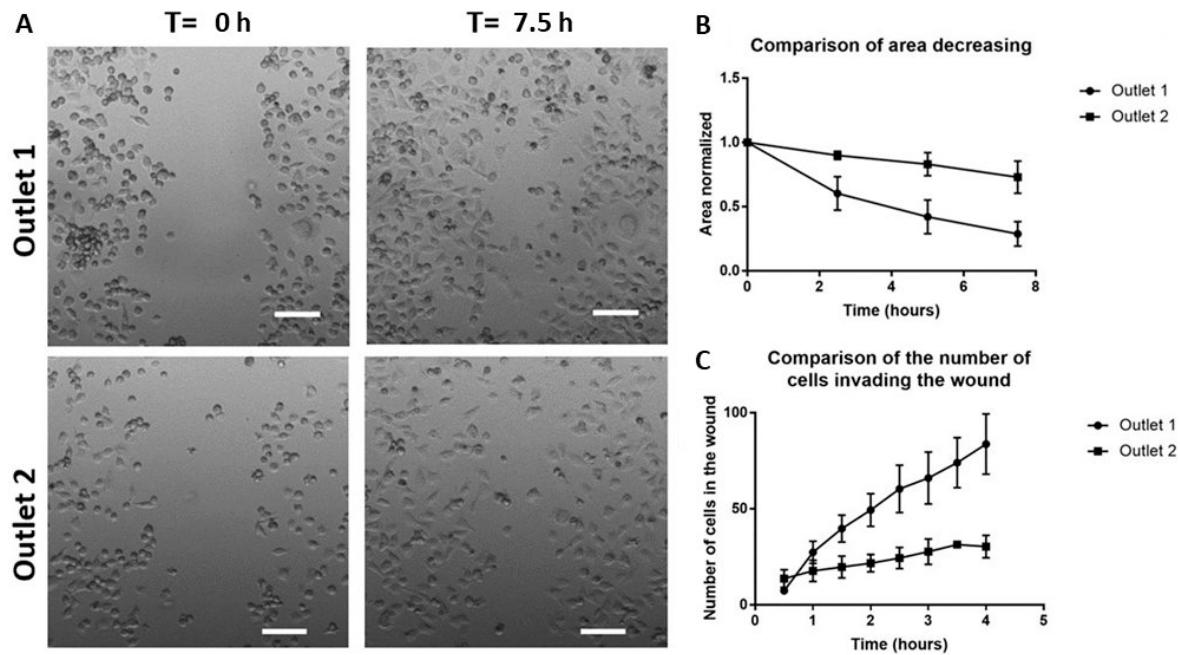 A
T= 0 h
T= 7.5 h
Outlet 1
Outlet 2
B
Comparison of area decreasing
Area normalized
1.5
1.0
0.5
0.0
0 2 4 6 8
Time (hours)
Outlet 1
Outlet 2
C
Comparison of the number of
cells invading the wound
Number of cells in the wound
100
50
0
0 1 2 3 4 5
Time (hours)
Outlet 1
Outlet 2